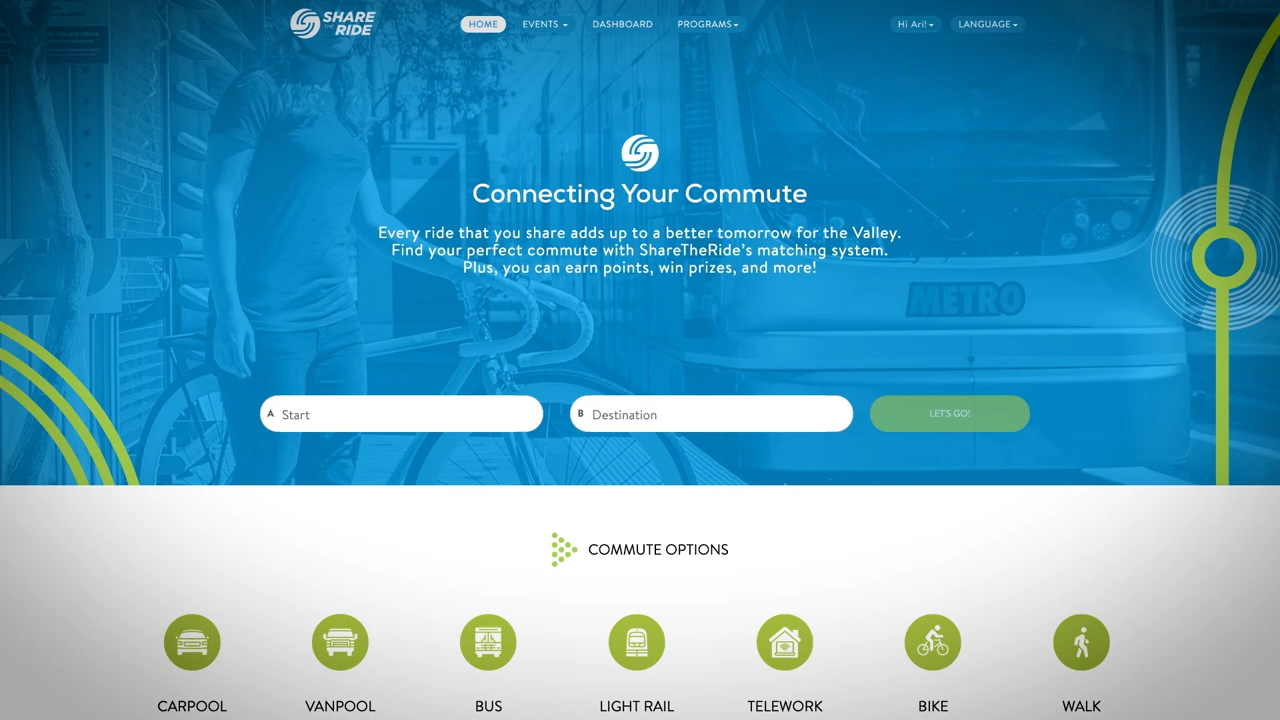 SHARE
THE RIDE
HOME
EVENTS
DASHBOARD
PROGRAMS
Hi Ari!
LANGUAGE
Connecting Your Commute
Every ride that you share adds up to a better tomorrow for the Valley.
Find your perfect commute with ShareTheRide's matching system.
Plus, you can earn points, win prizes, and more!
METRO
A Start
B Destination
LET'S GO!
COMMUTE OPTIONS
CARPOOL
VANPOOL
BUS
LIGHT RAIL
TELEWORK
BIKE
WALK